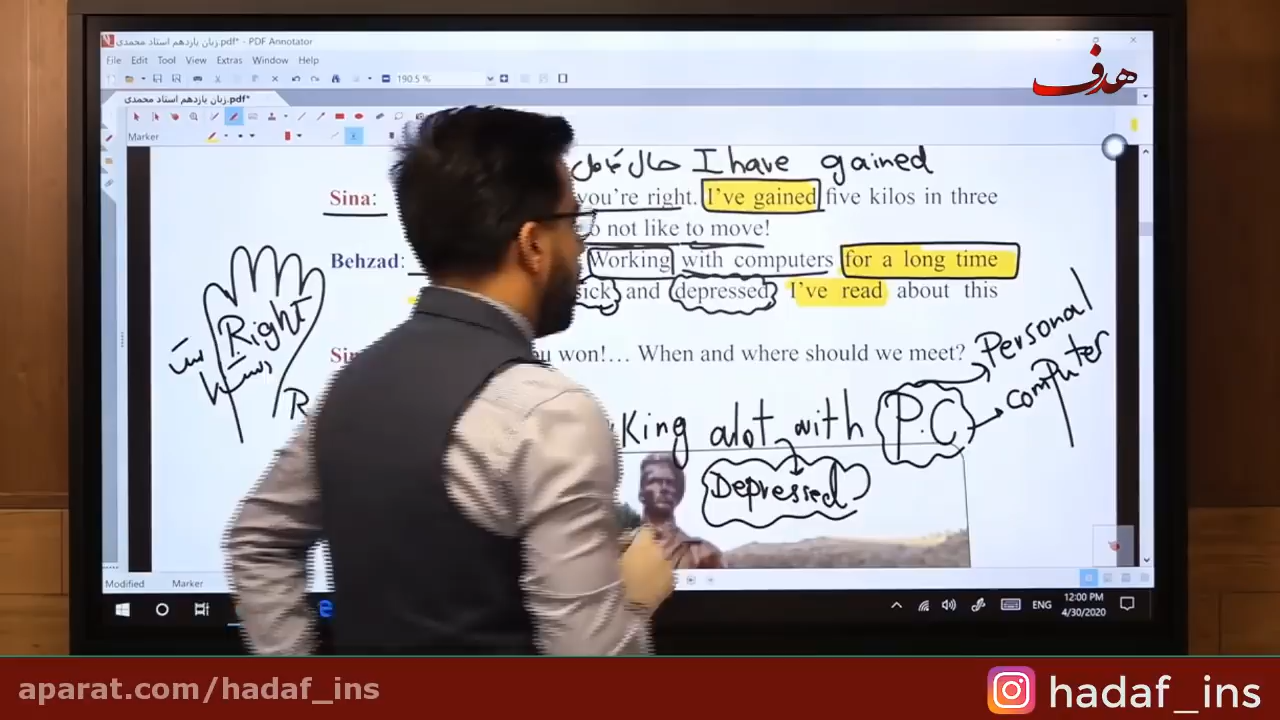 زبان یازدهم استاد محمدی.pdf* - PDF Annotator
File Edit Tool View Extras Window Help
190.5 %
زبان یازدهم استاد محمدی.pdf*
Marker
هدف
I have gained
حال کامل
Sina: you're right. I've gained five kilos in three
not like to move!
Behzad: Working with computers for a long time
sick and depressed. I've read about this
won!… When and where should we meet?
Right
راست
Personal
computer
king alot with P.C
Depressed
Modified Marker
ENG
12:00 PM
4/30/2020
aparat.com/hadaf_ins
hadaf_ins